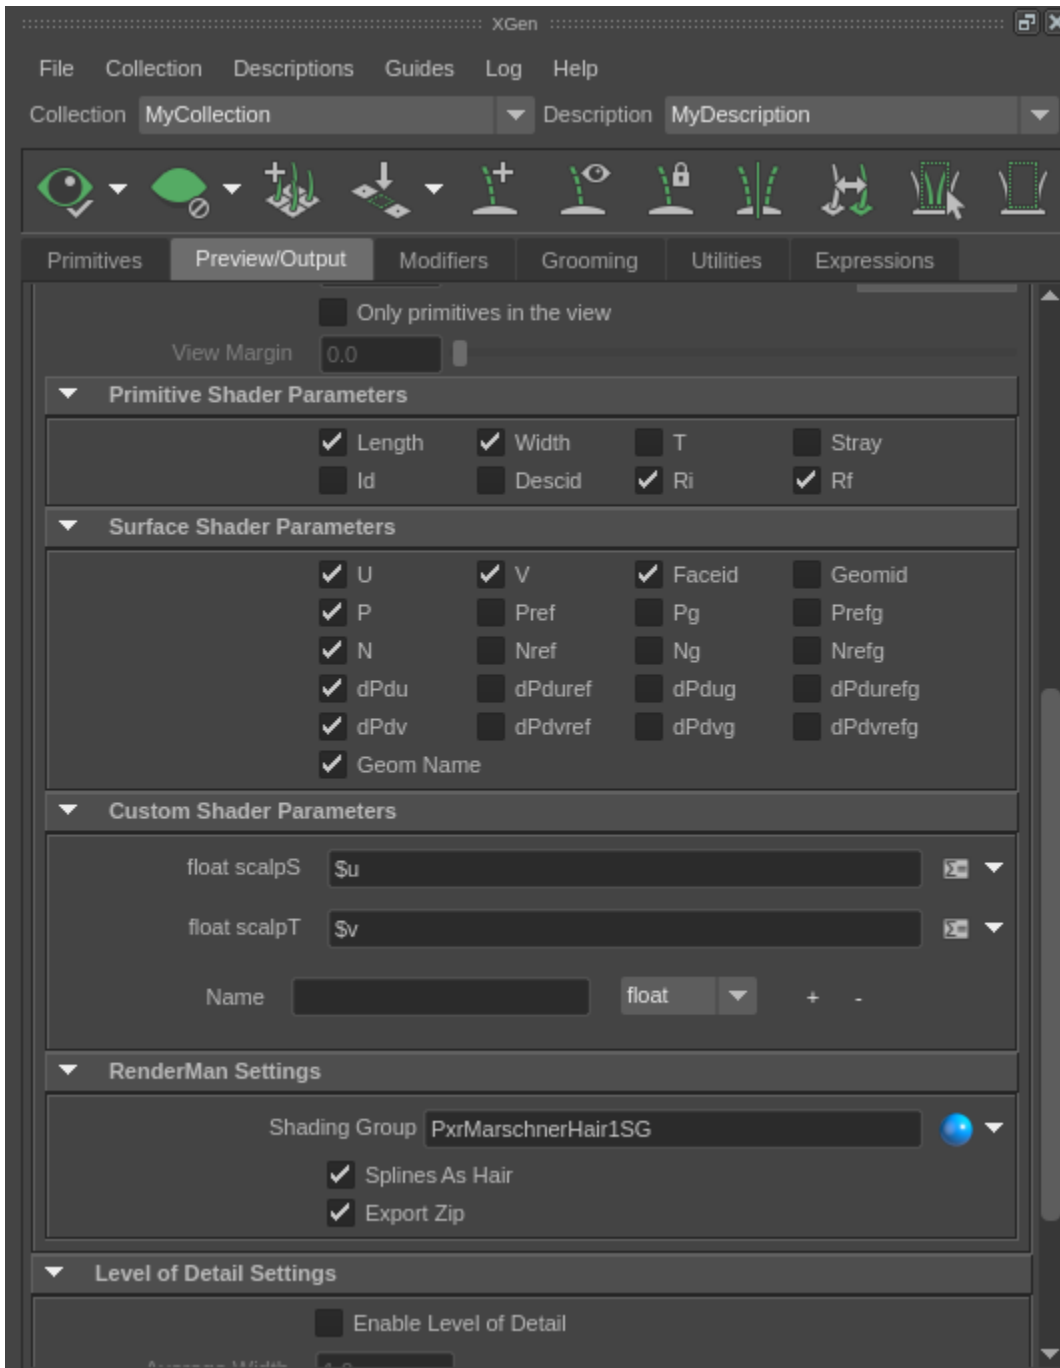 XGen
File Collection Descriptions Guides Log Help
Collection MyCollection Description MyDescription
Primitives Preview/Output Modifiers Grooming Utilities Expressions
Only primitives in the view
View Margin 0.0
Primitive Shader Parameters
Length Width T Stray
Id Descid Ri Rf
Surface Shader Parameters
U V Faceid Geomid
P Pref Pg Prefg
N Nref Ng Nrefg
dPdu dPduref dPdug dPdurefg
dPdv dPdvref dPdvg dPdvrefg
Geom Name
Custom Shader Parameters
float scalpS $u
float scalpT $v
Name float + -
RenderMan Settings
Shading Group PxrMarschnerHair1SG
Splines As Hair
Export Zip
Level of Detail Settings
Enable Level of Detail
Average Width 1.0